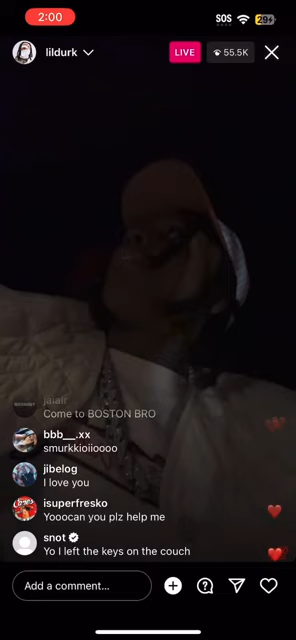 2:00
SOS
29
lildurk
LIVE
55.5K
Come to BOSTON BRO
bbb__.xx
smurkkioiioooo
jibelog
I love you
isuperfresko
Yooocan you plz help me
snot
Yo I left the keys on the couch
Add a comment...